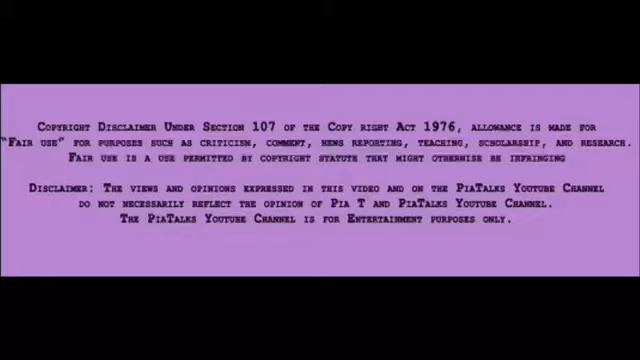 Copyright Disclaimer Under Section 107 of the Copy right Act 1976, allowance is made for
"Fair use" for purposes such as criticism, comment, news reporting, teaching, scholarship, and research.
Fair use is a use permitted by copyright statute that might otherwise be infringing
Disclaimer: The views and opinions expressed in this video and on the PiaTalks Youtube Channel
do not necessarily reflect the opinion of Pia T and PiaTalks Youtube Channel.
The PiaTalks Youtube Channel is for Entertainment purposes only.